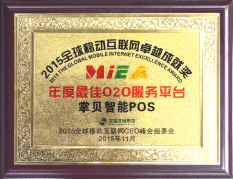 2015全球移动互联网卓越成就奖
2015 THE GLOBAL MOBILE INTERNET EXCELLENCE AWARD
MiEA
年度最佳O2O服务平台
掌贝智能POS
2015全球移动互联网CEO峰会组委会
2015年11月